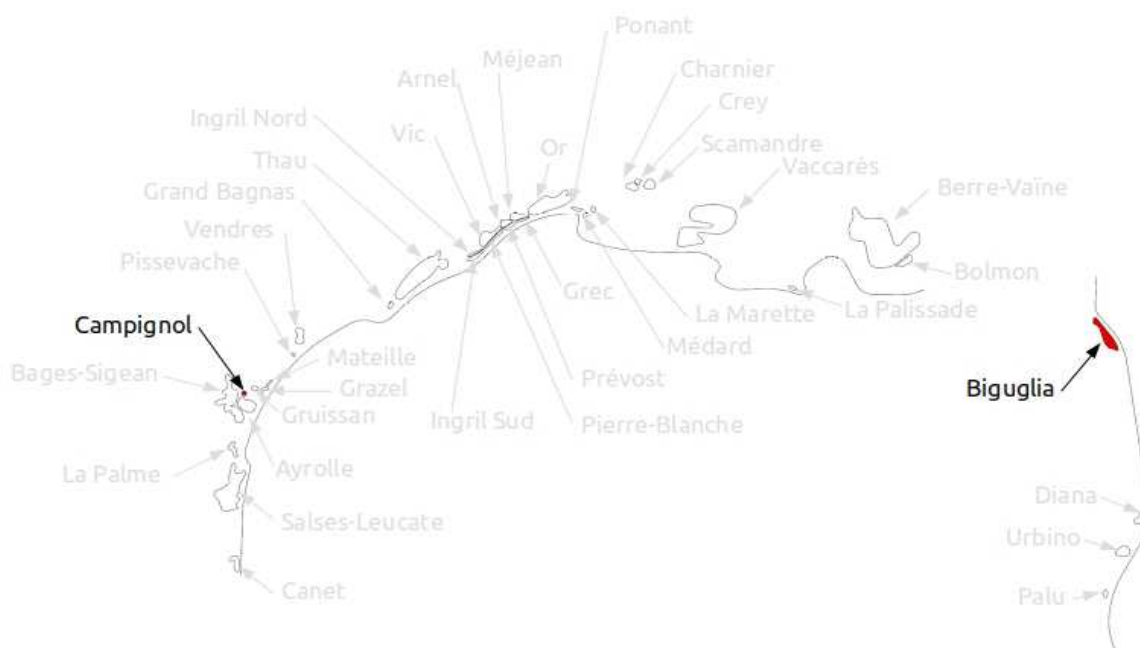 Ponant
Méjean
Charnier
Arnel
Crey
Ingril Nord
Vic
Or
Scamandre
Thau
Vaccarès
Grand Bagnas
Berre-Vaïne
Vendres
Pissevache
Bolmon
Grec
La Marette
La Palissade
Campignol
Médard
Mateille
Bages-Sigean
Grazel
Prévost
Biguglia
Gruissan
Ingril Sud
Pierre-Blanche
La Palme
Ayrolle
Diana
Salses-Leucate
Urbino
Canet
Palu